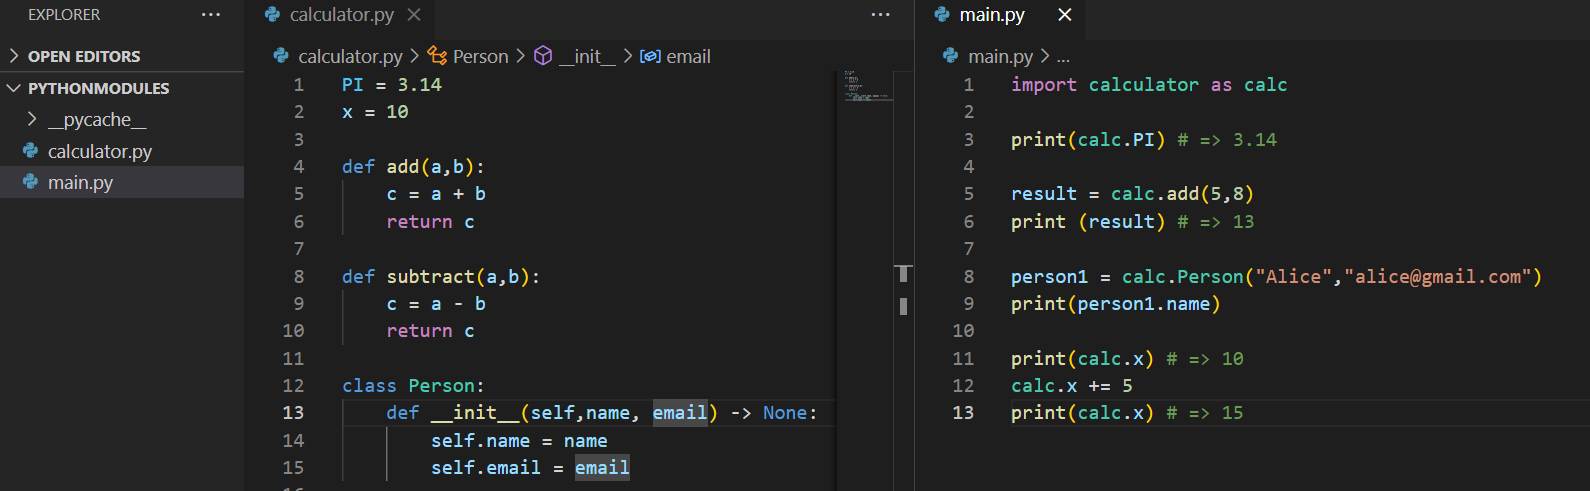 EXPLORER ...
OPEN EDITORS
PYTHONMODULES
__pycache__
calculator.py
main.py
calculator.py ...
calculator.py > Person > __init__ > email
1 PI = 3.14
2 x = 10
3
4 def add(a,b):
5     c = a + b
6     return c
7
8 def subtract(a,b):
9     c = a - b
10     return c
11
12 class Person:
13     def __init__(self,name, email) -> None:
14         self.name = name
15         self.email = email
main.py
main.py > ...
1 import calculator as calc
2
3 print(calc.PI) # => 3.14
4
5 result = calc.add(5,8)
6 print (result) # => 13
7
8 person1 = calc.Person("Alice","alice@gmail.com")
9 print(person1.name)
10
11 print(calc.x) # => 10
12 calc.x += 5
13 print(calc.x) # => 15